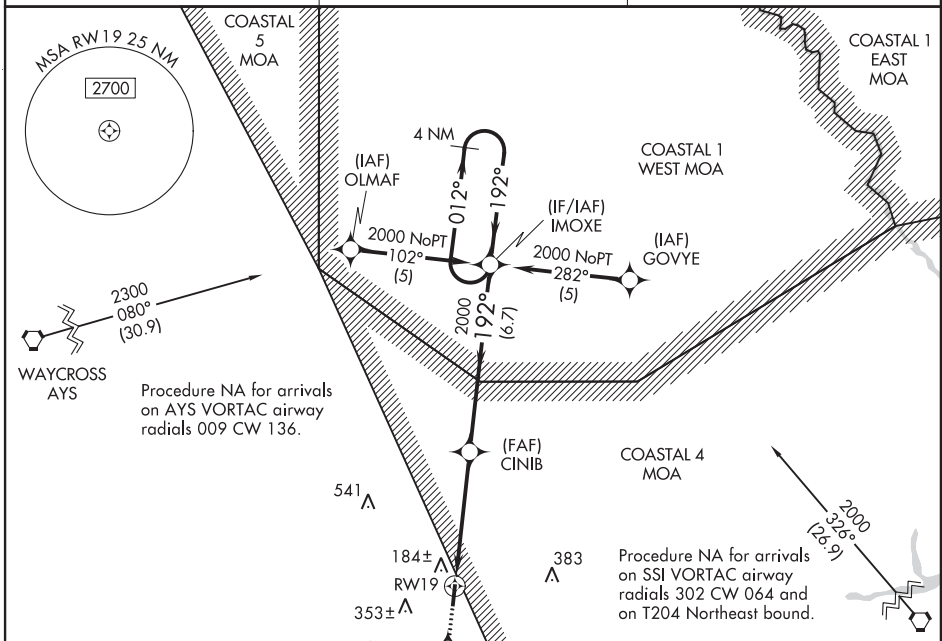 MSA RW19 25 NM
2700
COASTAL
5
MOA
COASTAL 1
EAST
MOA
COASTAL 1
WEST MOA
4 NM
012°
192°
(IAF)
OLMAF
2000 NoPT
102°
(5)
(IF/IAF)
IMOXE
2000 NoPT
282°
(5)
(IAF)
GOVYE
2000
192°
(6.7)
2300
080°
(30.9)
WAYCROSS
AYS
Procedure NA for arrivals
on AYS VORTAC airway
radials 009 CW 136.
(FAF)
CINIB
COASTAL 4
MOA
541
2000
326°
(26.9)
184±
RW19
353±
383
Procedure NA for arrivals
on SSI VORTAC airway
radials 302 CW 064 and
on T204 Northeast bound.